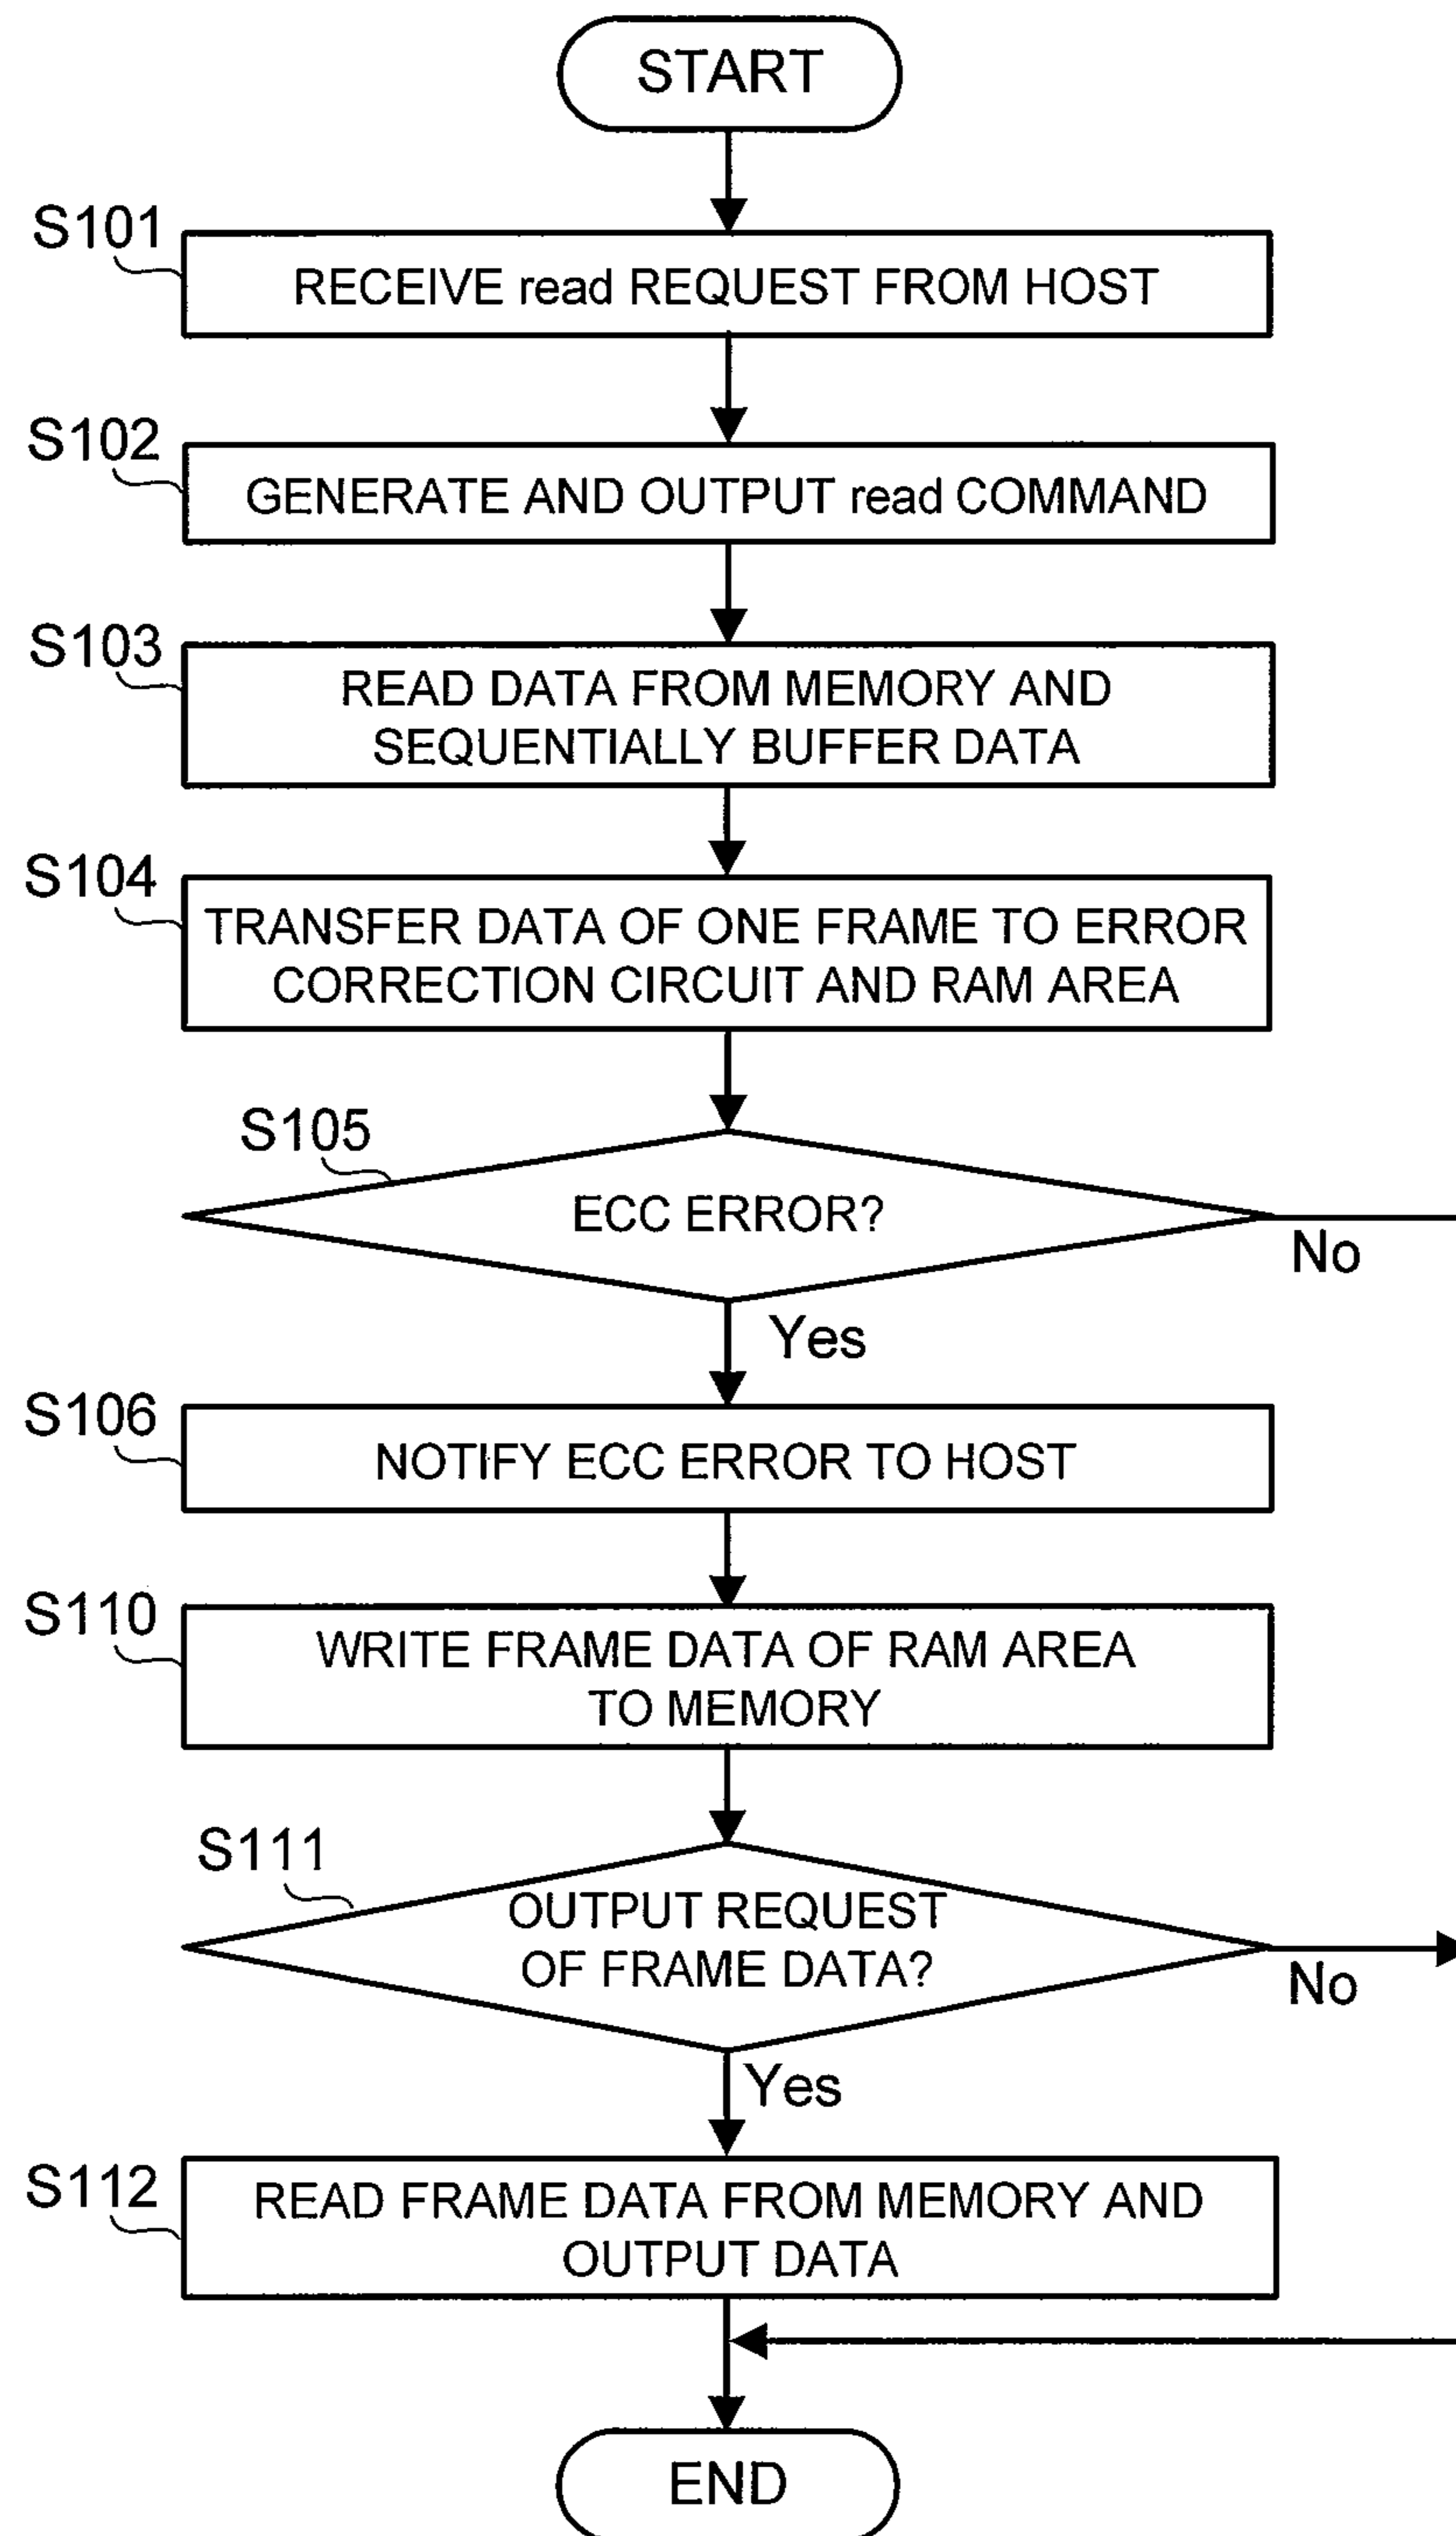 START
S101
RECEIVE read REQUEST FROM HOST
S102
GENERATE AND OUTPUT read COMMAND
S103
READ DATA FROM MEMORY AND
SEQUENTIALLY BUFFER DATA
S104
TRANSFER DATA OF ONE FRAME TO ERROR
CORRECTION CIRCUIT AND RAM AREA
S105
ECC ERROR?
No
Yes
S106
NOTIFY ECC ERROR TO HOST
S110
WRITE FRAME DATA OF RAM AREA
TO MEMORY
S111
OUTPUT REQUEST
OF FRAME DATA?
No
Yes
S112
READ FRAME DATA FROM MEMORY AND
OUTPUT DATA
END